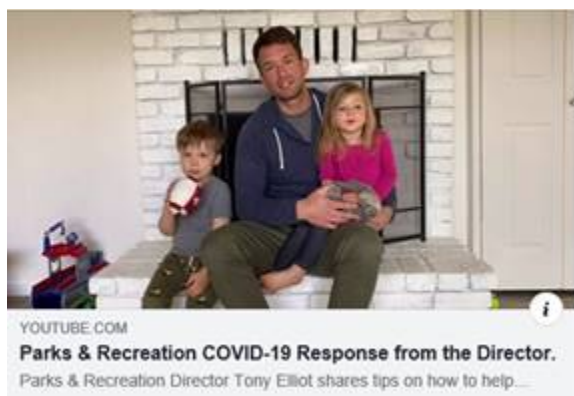 YOUTUBE.COM
i
Parks & Recreation COVID-19 Response from the Director.
Parks & Recreation Director Tony Elliot shares tips on how to help...